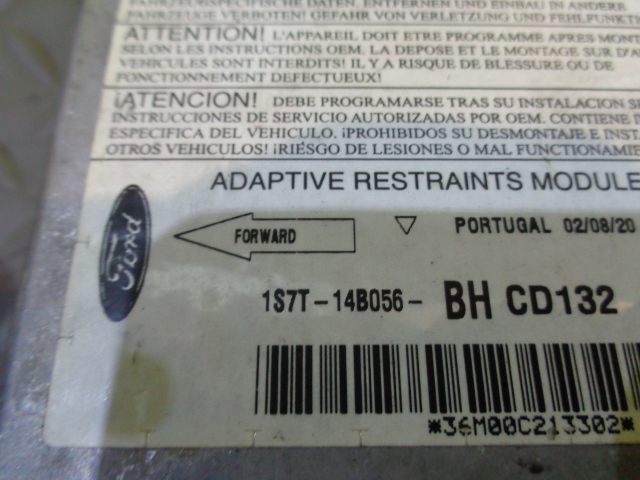 FAHRZEUGSPEZIFISCHE DATEN. ENTFERNEN UND EINBAU IN ANDERE
FAHRZEUGE VERBOTEN! GEFAHR VON VERLETZUNG UND FEHLFUNKT
ATTENTION! L'APPAREIL DOIT ETRE PROGRAMME APRES MONT
SELON LES INSTRUCTIONS OEM. LA DEPOSE ET LE MONTAGE SUR D'A
VEHICULES SONT INTERDITS! IL Y A RISQUE DE BLESSURE OU DE
FONCTIONNEMENT DEFECTUEUX!
¡ATENCION! DEBE PROGRAMARSE TRAS SU INSTALACION S
INSTRUCCIONES DE SERVICIO AUTORIZADAS POR OEM. CONTIENE I
ESPECIFICA DEL VEHICULO. ¡PROHIBIDOS SU DESMONTAJE E INST
OTROS VEHICULOS! ¡RIESGO DE LESIONES O MAL FUNCIONAMIE
ADAPTIVE RESTRAINTS MODULE
Ford
FORWARD
PORTUGAL 02/08/20
1S7T-14B056- BH CD132
*36M00C213302*